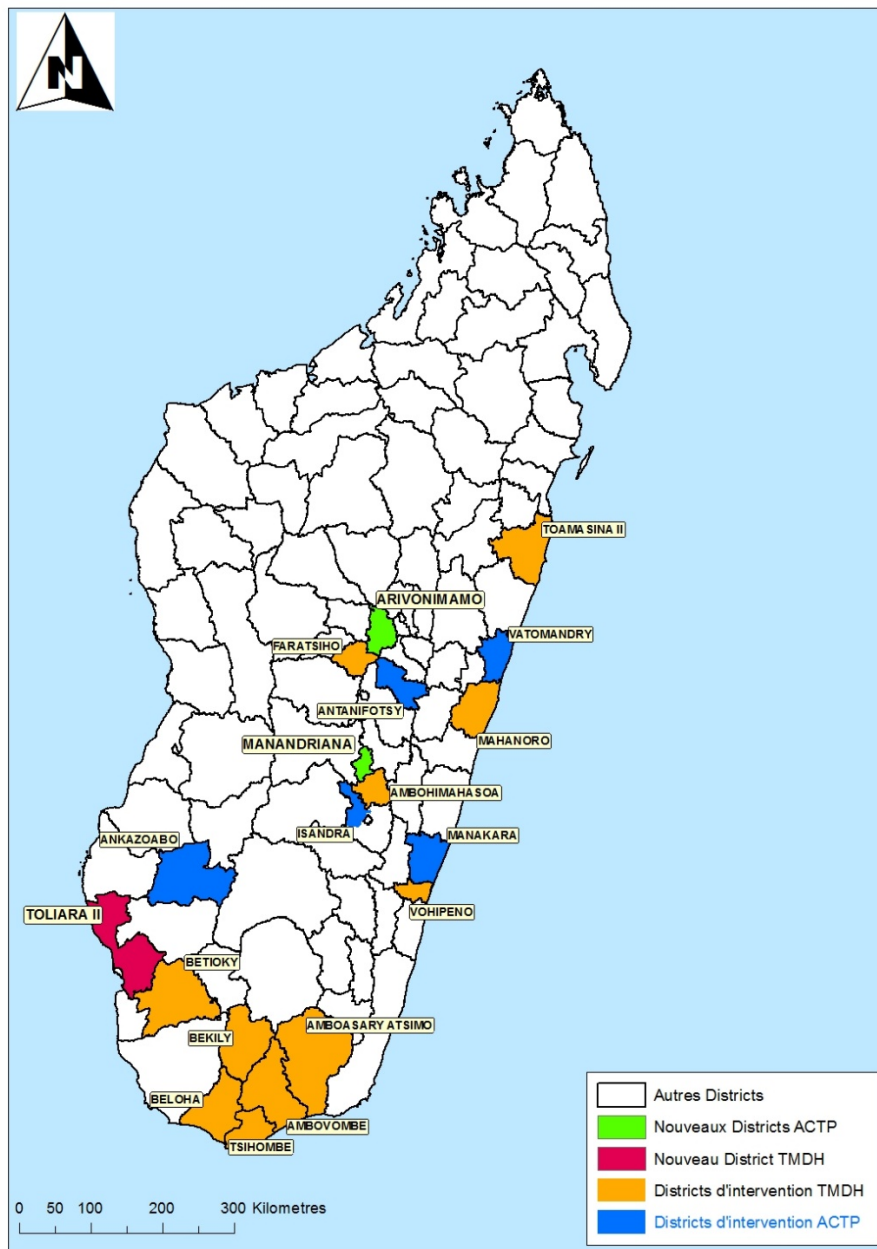 N
TOAMASINA II
ARIVONIMAMO
VATOMANDRY
FARATSIHO
ANTANIFOTSY
MAHANORO
MANANDRIANA
AMBOHIMAHASOA
ISANDRA
MANAKARA
ANKAZOABO
VOHIPENO
TOLIARA II
BETIOKY
AMBOASARY ATSIMO
BEKILY
BELOHA
AMBOVOMBE
TSIHOMBE
Autres Districts
Nouveaux Districts ACTP
Nouveau District TMDH
Districts d'intervention TMDH
Districts d'intervention ACTP
0 50 100 200 300 Kilometres